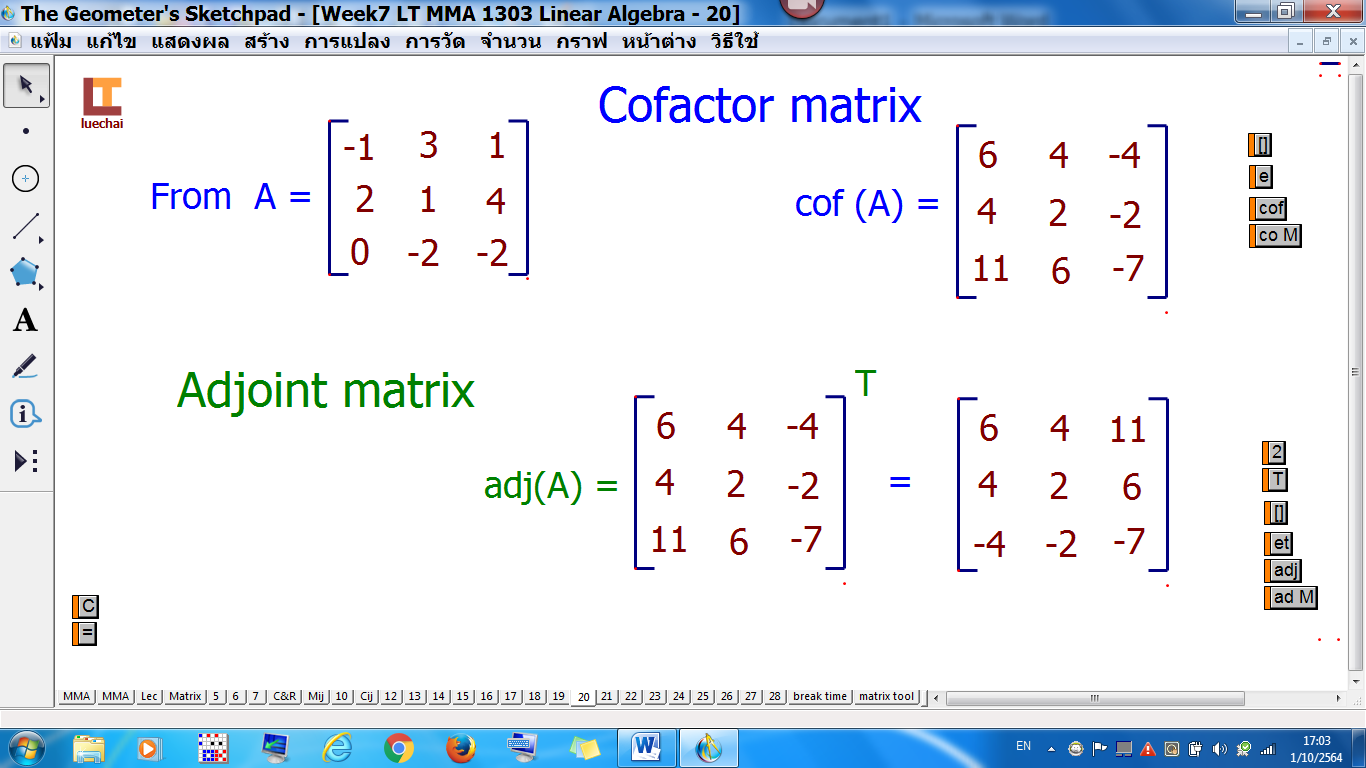 The Geometer's Sketchpad - [Week7 LT MMA 1303 Linear Algebra - 20]
แฟ้ม แก้ไข แสดงผล สร้าง การแปลง การวัด จำนวน กราฟ หน้าต่าง วิธีใช้
LT
luechai
Cofactor matrix
From A =
-1 3 1
2 1 4
0 -2 -2
cof (A) =
6 4 -4
4 2 -2
11 6 -7
[]
e
cof
co M
A
Adjoint matrix
adj(A) =
6 4 -4
4 2 -2
11 6 -7
T
=
6 4 11
4 2 6
-4 -2 -7
2
T
[]
et
adj
ad M
C
=
MMA MMA Lec Matrix 5 6 7 C&R Mij 10 Cij 12 13 14 15 16 17 18 19 20 21 22 23 24 25 26 27 28 break time matrix tool
EN
17:03
1/10/2564